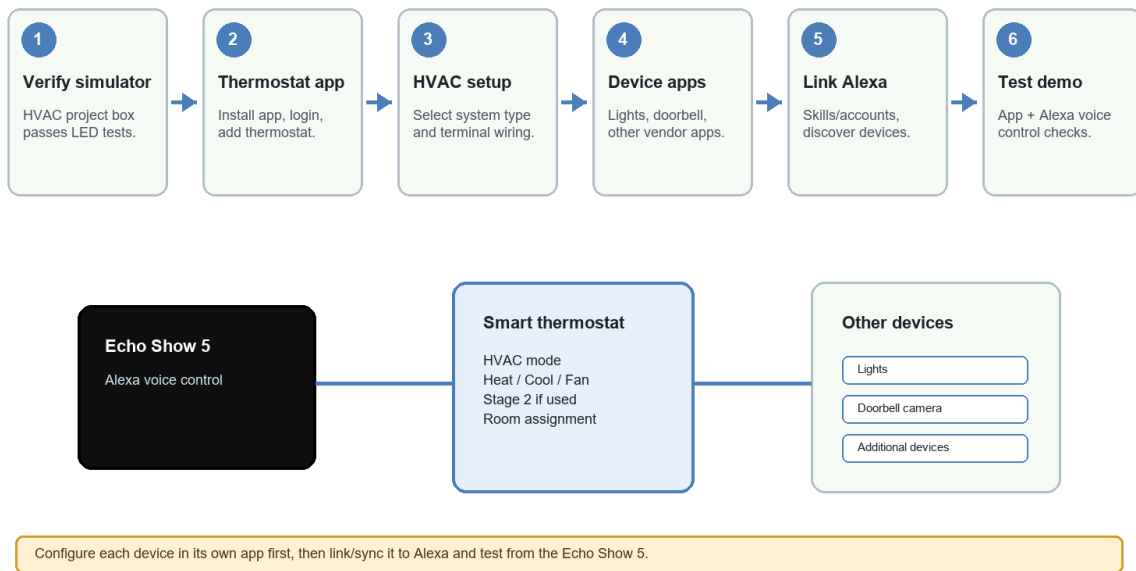 1
Verify simulator
HVAC project box
passes LED tests.
2
Thermostat app
Install app, login,
add thermostat.
3
HVAC setup
Select system type
and terminal wiring.
4
Device apps
Lights, doorbell,
other vendor apps.
5
Link Alexa
Skills/accounts,
discover devices.
6
Test demo
App + Alexa voice
control checks.
Echo Show 5
Alexa voice control
Smart thermostat
HVAC mode
Heat / Cool / Fan
Stage 2 if used
Room assignment
Other devices
Lights
Doorbell camera
Additional devices
Configure each device in its own app first, then link/sync it to Alexa and test from the Echo Show 5.